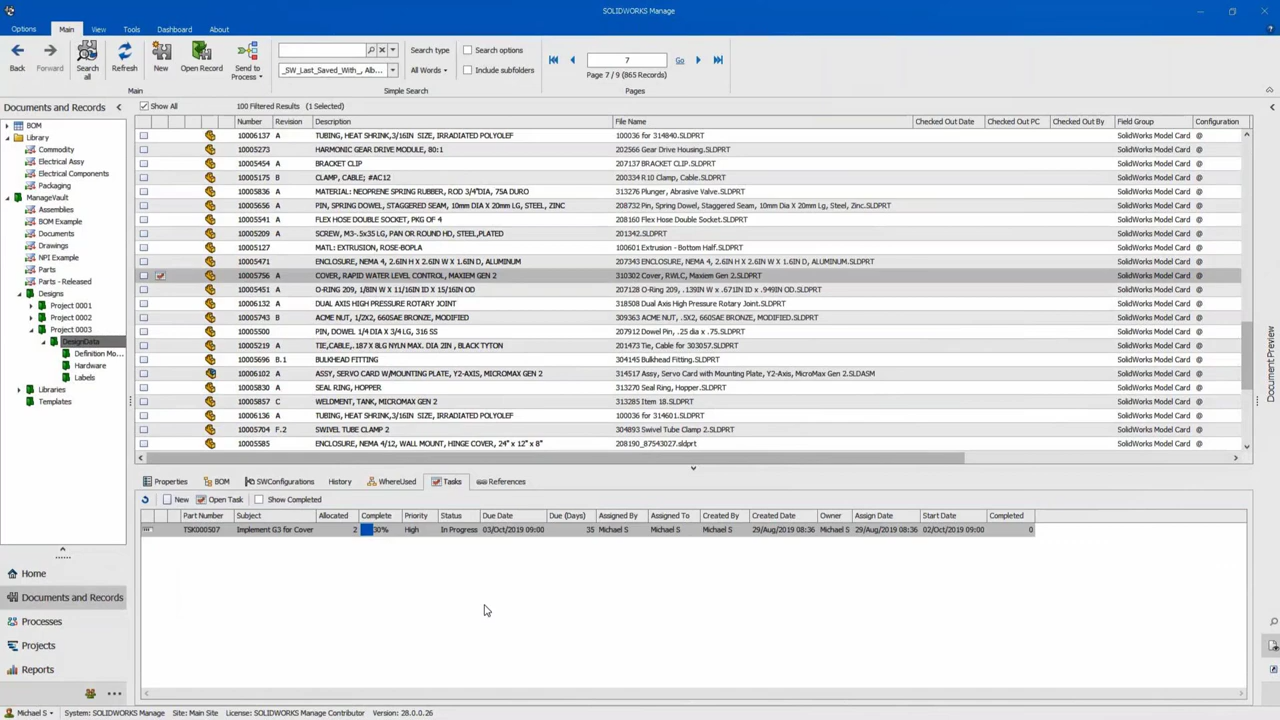 SOLIDWORKS Manage
Options Main View Tools Dashboard About
Back Forward Search all Refresh New Open Record Send to Process
_SW_Last_Saved_With_, Alb...
Search type
All Words
Search options
Include subfolders
7 Go
Page 7 / 9 (865 Records)
Main Simple Search Pages
Documents and Records
BOM
Library
Commodity
Electrical Assy
Electrical Components
Packaging
ManageVault
Assemblies
BOM Example
Documents
Drawings
NPI Example
Parts
Parts - Released
Designs
Project 0001
Project 0002
Project 0003
DesignData
Definition Mo...
Hardware
Labels
Libraries
Templates
Home
Documents and Records
Processes
Projects
Reports
Show All 100 Filtered Results (1 Selected)
Number Revision Description File Name Checked Out Date Checked Out PC Checked Out By Field Group Configuration
10006137 A TUBING, HEAT SHRINK,3/16IN SIZE, IRRADIATED POLYOLEF 100036 for 314840.SLDPRT SolidWorks Model Card @
10005273 HARMONIC GEAR DRIVE MODULE, 80:1 202566 Gear Drive Housing.SLDPRT SolidWorks Model Card @
10005454 A BRACKET CLIP 207137 BRACKET CLIP.SLDPRT SolidWorks Model Card @
10005175 B CLAMP, CABLE; #AC12 200334 R10 Clamp, Cable.SLDPRT SolidWorks Model Card @
10005836 A MATERIAL: NEOPRENE SPRING RUBBER, ROD 3/4"DIA, 75A DURO 313276 Plunger, Abrasive Valve.SLDPRT SolidWorks Model Card @
10005656 A PIN, SPRING DOWEL, STAGGERED SEAM, 10mm DIA X 20mm LG, STEEL, ZINC 208732 Pin, Spring Dowel, Staggered Seam, 10mm Dia X 20mm Lg, Steel, Zinc.SLDPRT SolidWorks Model Card @
10005541 A FLEX HOSE DOUBLE SOCKET, PKG OF 4 208160 Flex Hose Double Socket.SLDPRT SolidWorks Model Card @
10005209 A SCREW, M3-.5x35 LG, PAN OR ROUND HD, STEEL,PLATED 201342.SLDPRT SolidWorks Model Card @
10005127 MATL: EXTRUSION, ROSE-BOPLA 100601 Extrusion - Bottom Half.SLDPRT SolidWorks Model Card @
10005471 ENCLOSURE, NEMA 4, 2.6IN H X 2.6IN W X 1.6IN D, ALUMINUM 207343 ENCLOSURE, NEMA 4, 2.6IN H X 2.6IN W X 1.6IN D, ALUMINUM.SLDPRT SolidWorks Model Card @
10005756 A COVER, RAPID WATER LEVEL CONTROL, MAXIEM GEN 2 310302 Cover, RWLC, Maxiem Gen 2.SLDPRT SolidWorks Model Card @
10005451 A O-RING 209, 1/8IN W X 11/16IN ID X 15/16IN OD 207128 O-Ring 209, .139IN W x .671IN ID x .949IN OD.SLDPRT SolidWorks Model Card @
10006132 A DUAL AXIS HIGH PRESSURE ROTARY JOINT 318508 Dual Axis High Pressure Rotary Joint.SLDPRT SolidWorks Model Card @
10005743 B ACME NUT, 1/2X2, 660SAE BRONZE, MODIFIED 309363 ACME NUT, .5X2, 660SAE BRONZE, MODIFIED.SLDPRT SolidWorks Model Card @
10005500 PIN, DOWEL 1/4 DIA X 3/4 LG, 316 SS 207912 Dowel Pin, .25 dia x .75.SLDPRT SolidWorks Model Card @
10005219 A TIE,CABLE,.187 X 8LG NYLN MAX. DIA 2IN , BLACK TYTON 201471 Tie, Cable for 303057.SLDPRT SolidWorks Model Card @
10005696 B.1 BULKHEAD FITTING 304145 Bulkhead Fitting.SLDPRT SolidWorks Model Card @
10006102 A ASSY, SERVO CARD W/MOUNTING PLATE, Y2-AXIS, MICROMAX GEN 2 314517 Assy, Servo Card with Mounting Plate, Y2-Axis, MicroMax Gen 2.SLDASM SolidWorks Model Card @
10005830 A SEAL RING, HOPPER 313270 Seal Ring, Hopper.SLDPRT SolidWorks Model Card @
10005857 C WELDMENT, TANK, MICROMAX GEN 2 313285 Item 18.SLDPRT SolidWorks Model Card @
10006136 A TUBING, HEAT SHRINK,3/16IN SIZE, IRRADIATED POLYOLEF 100036 for 314601.SLDPRT SolidWorks Model Card @
10005704 F.2 SWIVEL TUBE CLAMP 2 304893 Swivel Tube Clamp 2.SLDPRT SolidWorks Model Card @
10005585 ENCLOSURE, NEMA 4/12, WALL MOUNT, HINGE COVER, 24" x 12" x 8" 208190_87543027.sldprt SolidWorks Model Card @
Properties BOM SWConfigurations History WhereUsed Tasks References
New Open Task Show Completed
Part Number Subject Allocated Complete Priority Status Due Date Due (Days) Assigned By Assigned To Created By Created Date Owner Assign Date Start Date Completed
TSK000507 Implement G3 for Cover 2 30% High In Progress 03/Oct/2019 09:00 35 Michael S Michael S Michael S 29/Aug/2019 08:36 Michael S 29/Aug/2019 08:36 02/Oct/2019 09:00 0
Document Preview
Michael S System: SOLIDWORKS Manage Site: Main Site License: SOLIDWORKS Manage Contributor Version: 28.0.0.26